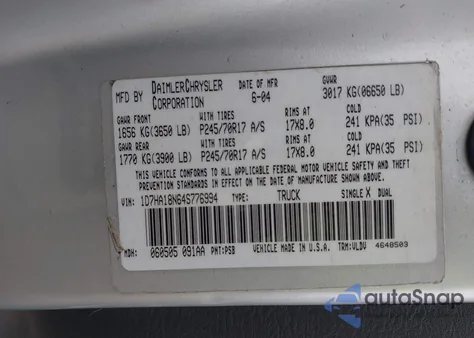 MFD BY DAIMLERCHRYSLER CORPORATION DATE OF MFR 6-04 GVWR 3017 KG(06650 LB)
GAWR FRONT WITH TIRES RIMS AT COLD
1656 KG(3650 LB) P245/70R17 A/S 17X8.0 241 KPA(35 PSI)
GAWR REAR WITH TIRES RIMS AT COLD
1770 KG(3900 LB) P245/70R17 A/S 17X8.0 241 KPA(35 PSI)
THIS VEHICLE CONFORMS TO ALL APPLICABLE FEDERAL MOTOR VEHICLE SAFETY AND THEFT
PREVENTION STANDARDS IN EFFECT ON THE DATE OF MANUFACTURE SHOWN ABOVE.
VIN: 1D7HA18N64S776994 TYPE: TRUCK SINGLE X DUAL
MDH: 060505 091AA PNT:PSB VEHICLE MADE IN U.S.A. TRM:VLDV 4648503
autoSnap